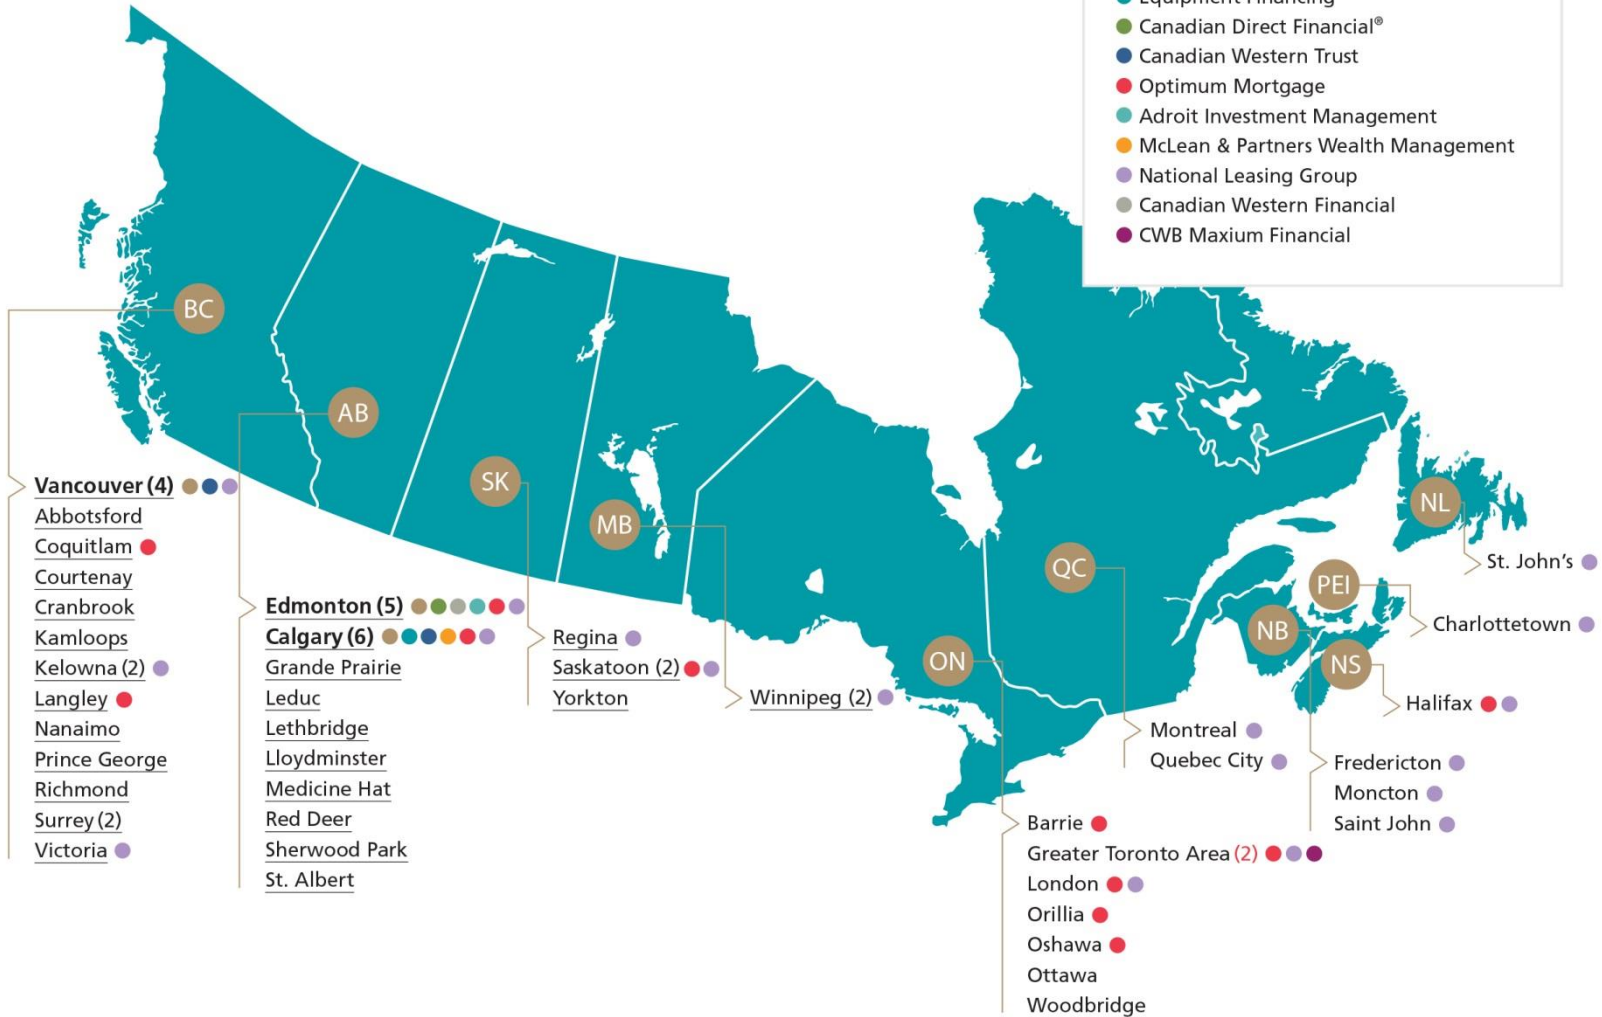 Equipment Financing
Canadian Direct Financial®
Canadian Western Trust
Optimum Mortgage
Adroit Investment Management
McLean & Partners Wealth Management
National Leasing Group
Canadian Western Financial
CWB Maxium Financial
BC
AB
SK
MB
ON
QC
NL
PEI
NB
NS
Vancouver (4)
Abbotsford
Coquitlam
Courtenay
Cranbrook
Kamloops
Kelowna (2)
Langley
Nanaimo
Prince George
Richmond
Surrey (2)
Victoria
Edmonton (5)
Calgary (6)
Grande Prairie
Leduc
Lethbridge
Lloydminster
Medicine Hat
Red Deer
Sherwood Park
St. Albert
Regina
Saskatoon (2)
Yorkton
Winnipeg (2)
Barrie
Greater Toronto Area (2)
London
Orillia
Oshawa
Ottawa
Woodbridge
Montreal
Quebec City
Fredericton
Moncton
Saint John
Halifax
Charlottetown
St. John's